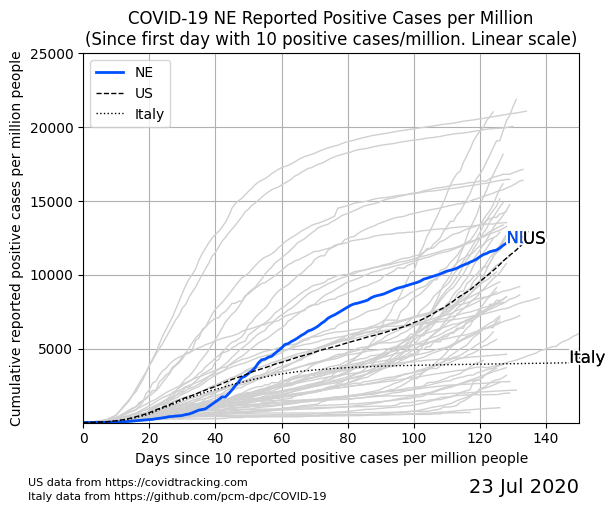 COVID-19 NE Reported Positive Cases per Million
(Since first day with 10 positive cases/million. Linear scale)
Cumulative reported positive cases per million people
25000
20000
15000
10000
5000
NE
US
Italy
NE
US
Italy
0
20
40
60
80
100
120
140
Days since 10 reported positive cases per million people
US data from https://covidtracking.com
Italy data from https://github.com/pcm-dpc/COVID-19
23 Jul 2020